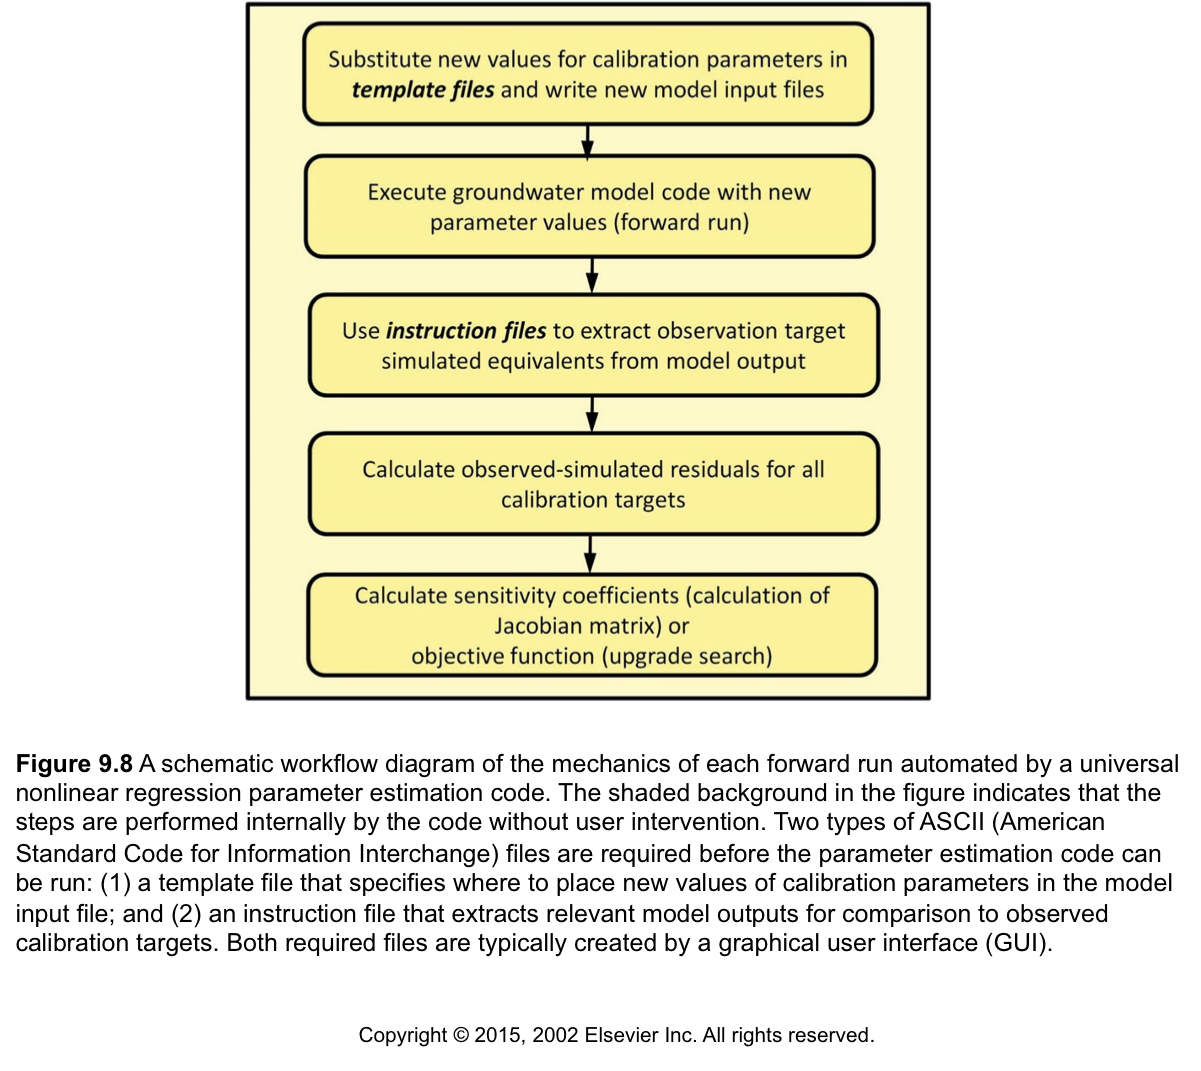 Substitute new values for calibration parameters in
template files and write new model input files
Execute groundwater model code with new
parameter values (forward run)
Use instruction files to extract observation target
simulated equivalents from model output
Calculate observed-simulated residuals for all
calibration targets
Calculate sensitivity coefficients (calculation of
Jacobian matrix) or
objective function (upgrade search)
Figure 9.8 A schematic workflow diagram of the mechanics of each forward run automated by a universal
nonlinear regression parameter estimation code. The shaded background in the figure indicates that the
steps are performed internally by the code without user intervention. Two types of ASCII (American
Standard Code for Information Interchange) files are required before the parameter estimation code can
be run: (1) a template file that specifies where to place new values of calibration parameters in the model
input file; and (2) an instruction file that extracts relevant model outputs for comparison to observed
calibration targets. Both required files are typically created by a graphical user interface (GUI).
Copyright © 2015, 2002 Elsevier Inc. All rights reserved.